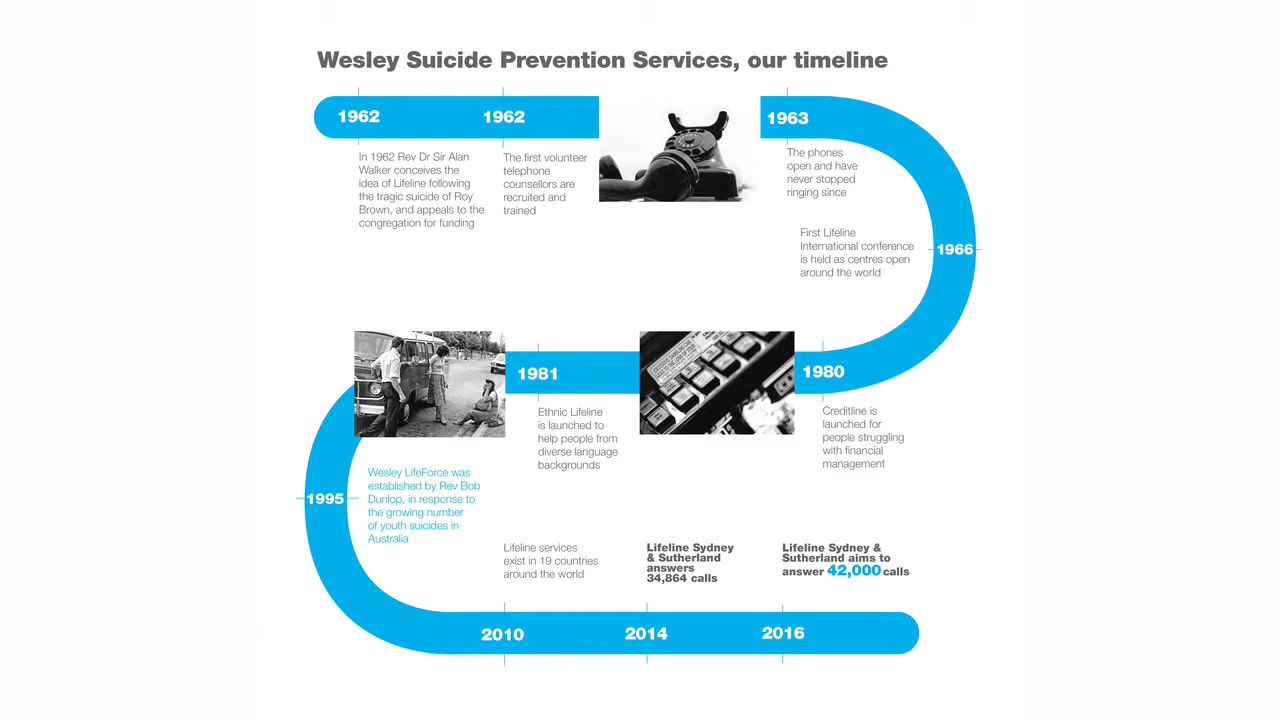 Wesley Suicide Prevention Services, our timeline
1962
In 1962 Rev Dr Sir Alan
Walker conceives the
idea of Lifeline following
the tragic suicide of Roy
Brown, and appeals to the
congregation for funding
1962
The first volunteer
telephone
counsellors are
recruited and
trained
1963
The phones
open and have
never stopped
ringing since
1966
First Lifeline
International conference
is held as centres open
around the world
1980
Creditline is
launched for
people struggling
with financial
management
1981
Ethnic Lifeline
is launched to
help people from
diverse language
backgrounds
1995
Wesley LifeForce was
established by Rev Bob
Dunlop, in response to
the growing number
of youth suicides in
Australia
Lifeline services
exist in 19 countries
around the world
2010
Lifeline Sydney
& Sutherland
answers
34,864 calls
2014
Lifeline Sydney &
Sutherland aims to
answer 42,000 calls
2016